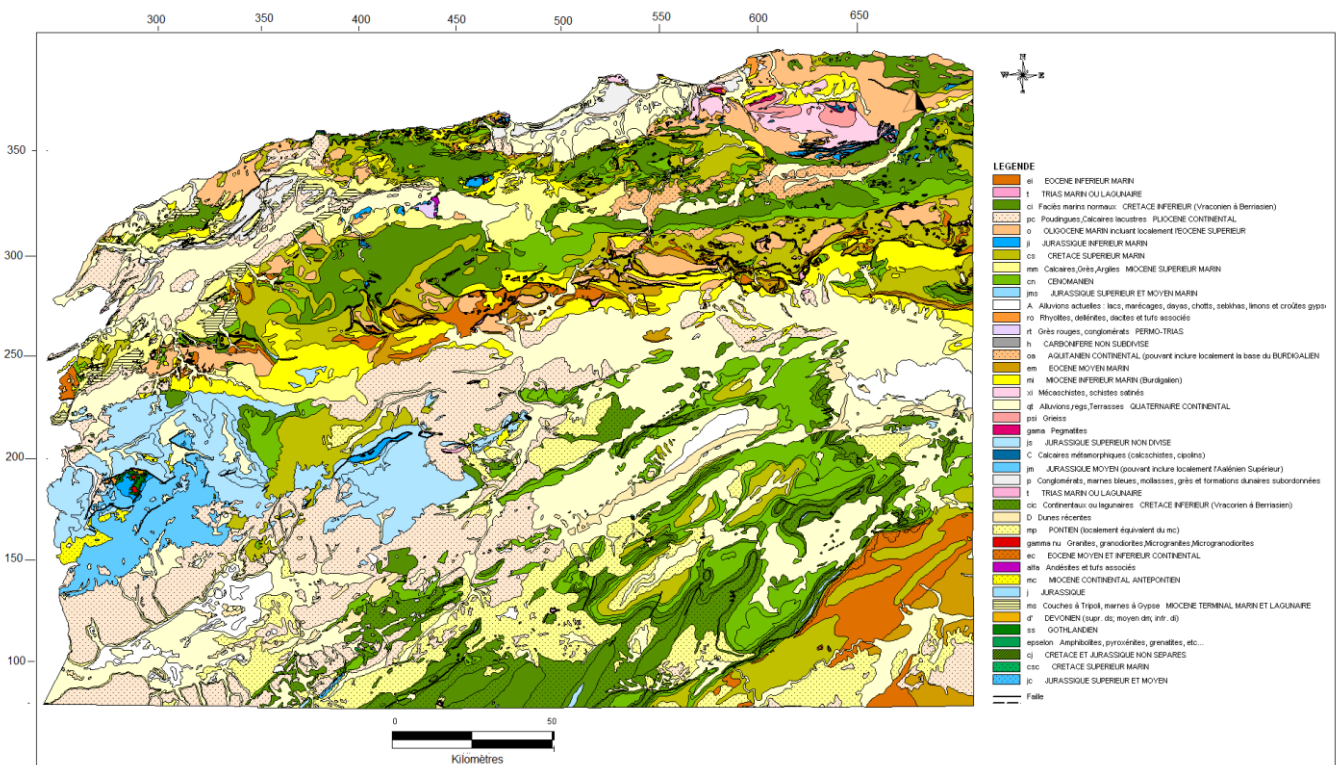 300 350 400 450 500 550 600 650
N
W E
N
350
300
250
200
150
100
LEGENDE
ei EOCENE INFERIEUR MARIN
t TRIAS MARIN OU LAGUNAIRE
ci Faciès marins normaux CRETACE INFERIEUR (Vraconien à Berriasien)
pc Poudingues,Calcaires lacustres PLIOCENE CONTINENTAL
o OLIGOCENE MARIN incluant localement l'EOCENE SUPERIEUR
ji JURASSIQUE INFERIEUR MARIN
cs CRETACE SUPERIEUR MARIN
mm Calcaires,Grès,Argiles MIOCENE SUPERIEUR MARIN
cn CENOMANIEN
jms JURASSIQUE SUPERIEUR ET MOYEN MARIN
A Alluvions actuelles : lacs, marécages, dayas, chotts, sebkhas, limons et croûtes gypse
ro Rhyolites, dellénites, dacites et tufs associés
rt Grès rouges, conglomérats PERMO-TRIAS
h CARBONIFERE NON SUBDIVISE
oa AQUITANIEN CONTINENTAL (pouvant inclure localement la base du BURDIGALIEN
em EOCENE MOYEN MARIN
mi MIOCENE INFERIEUR MARIN (Burdigalien)
xl Mécaschistes, schistes satinés
qt Alluvions,regs,Terrasses QUATERNAIRE CONTINENTAL
psi Grieiss
gama Pegmatites
js JURASSIQUE SUPERIEUR NON DIVISE
C Calcaires métamorphiques (calcschistes, cipolins)
jm JURASSIQUE MOYEN (pouvant inclure localement l'Aalénien Supérieur)
p Conglomérats, marnes bleues, mollasses, grès et formations dunaires subordonnées
t TRIAS MARIN OU LAGUNAIRE
cic Continentaux ou lagunaires CRETACE INFERIEUR (Vracorien à Berriasien)
D Dunes récentes
mp PONTIEN (localement équivalent du mc)
gamma nu Granites, granodiorites,Microgranites,Microgranodiorites
ec EOCENE MOYEN ET INFERIEUR CONTINENTAL
alfa Andésites et tufs associés
mc MIOCENE CONTINENTAL ANTEPONTIEN
j JURASSIQUE
ms Couches à Tripoli, marnes à Gypse MIOCENE TERMINAL MARIN ET LAGUNAIRE
d' DEVONIEN (supr. ds; moyen dm; infr. di)
ss GOTHLANDIEN
epselon Amphibolites, pyroxénites, grenatites, etc...
cj CRETACE ET JURASSIQUE NON SEPARES
csc CRETACE SUPERIEUR MARIN
jc JURASSIQUE SUPERIEUR ET MOYEN
Faille
0 50
Kilomètres